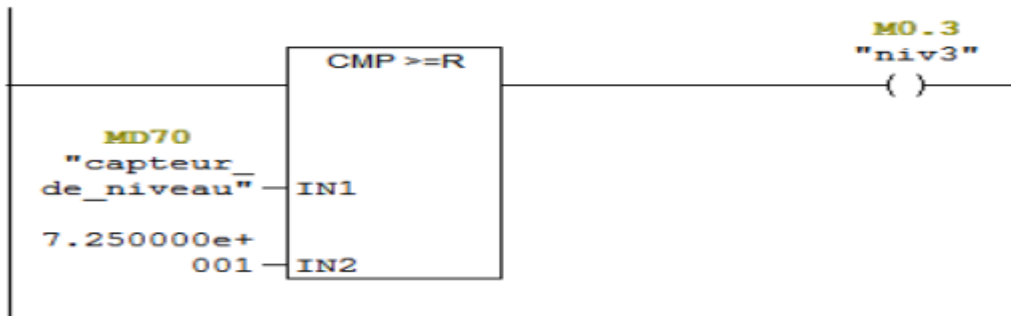 M0.3
"niv3"
CMP >=R
MD70
"capteur_
de_niveau"
IN1
7.250000e+
001
IN2
( )